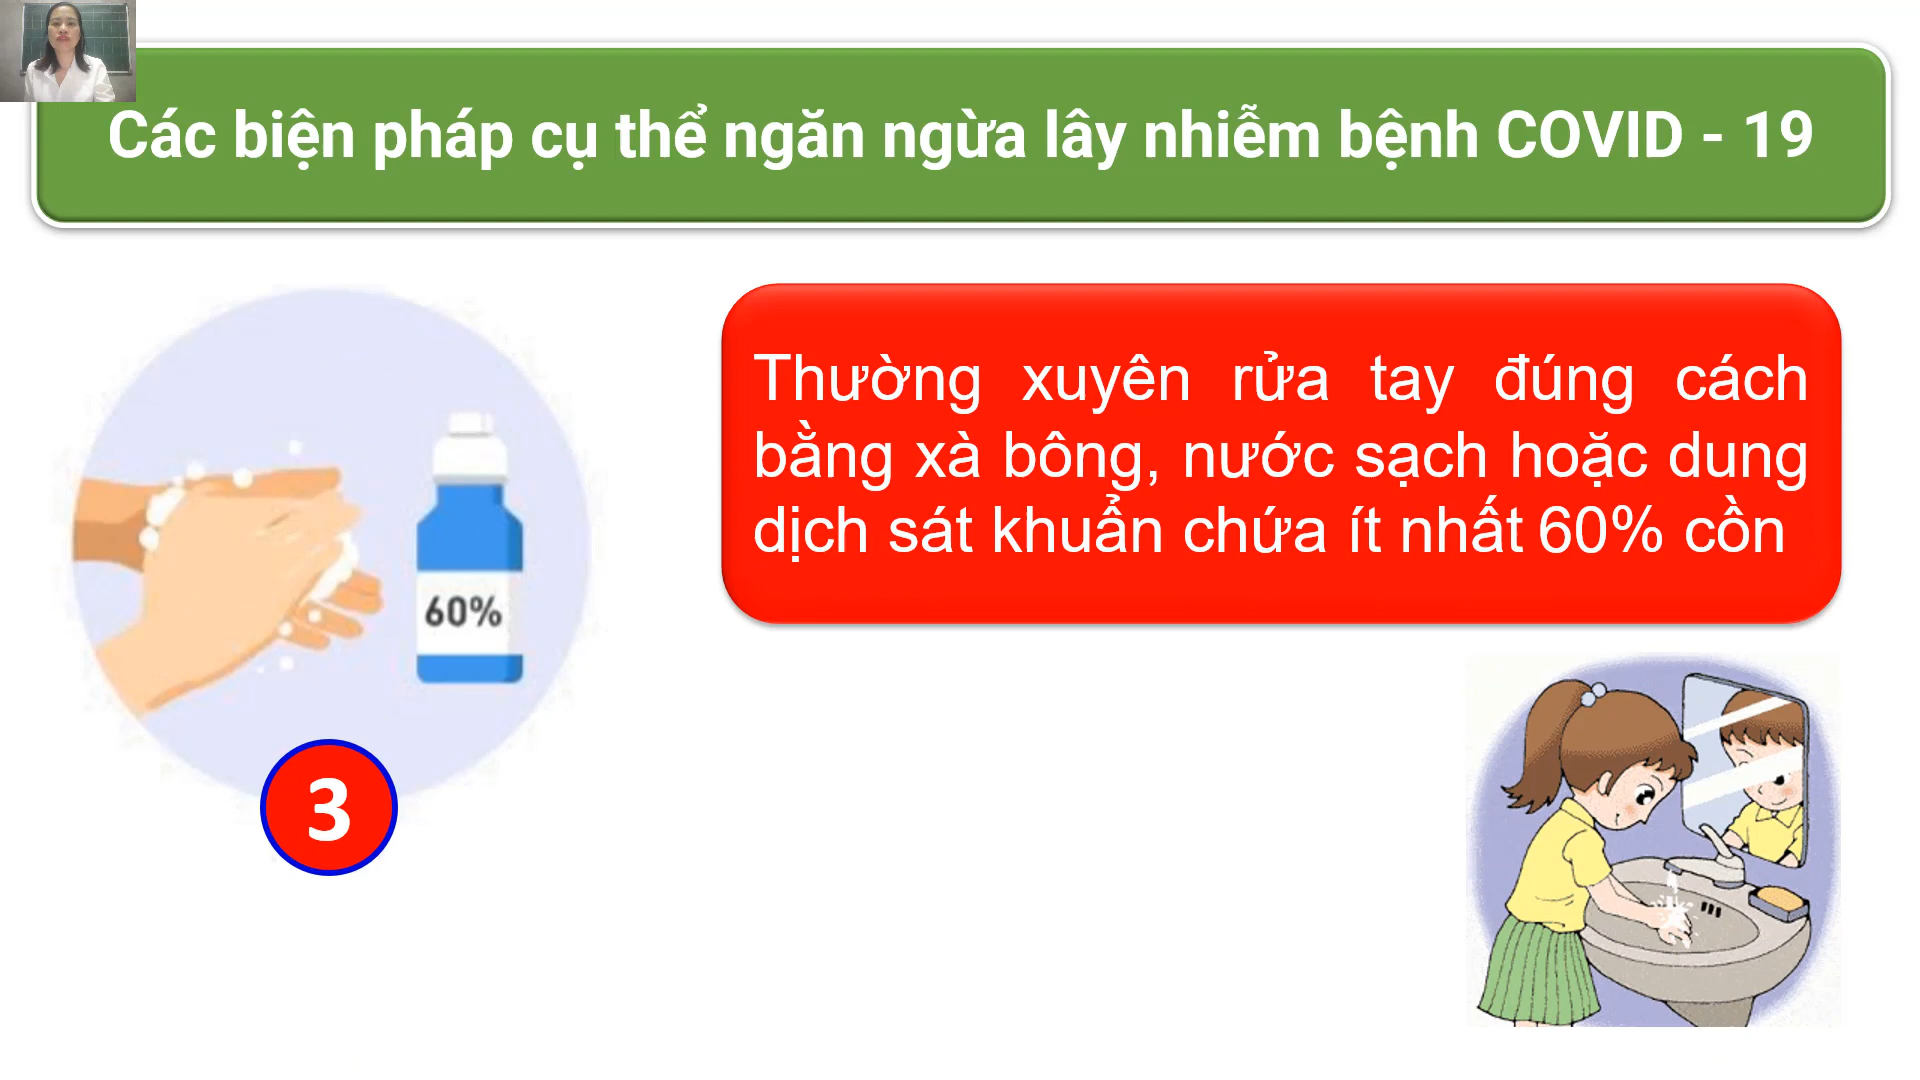 Các biện pháp cụ thể ngăn ngừa lây nhiễm bệnh COVID - 19
Thường xuyên rửa tay đúng cách
bằng xà bông, nước sạch hoặc dung
dịch sát khuẩn chứa ít nhất 60% cồn
60%
3